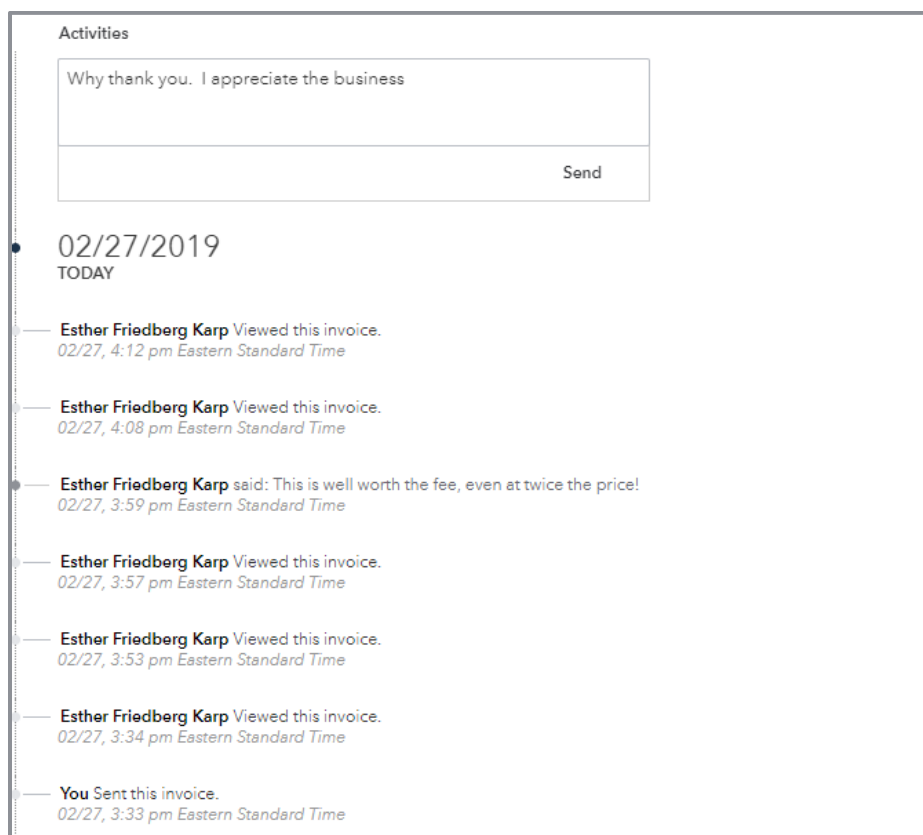 Activities
Why thank you.  I appreciate the business
Send
02/27/2019
TODAY
Esther Friedberg Karp Viewed this invoice.
02/27, 4:12 pm Eastern Standard Time
Esther Friedberg Karp Viewed this invoice.
02/27, 4:08 pm Eastern Standard Time
Esther Friedberg Karp said: This is well worth the fee, even at twice the price!
02/27, 3:59 pm Eastern Standard Time
Esther Friedberg Karp Viewed this invoice.
02/27, 3:57 pm Eastern Standard Time
Esther Friedberg Karp Viewed this invoice.
02/27, 3:53 pm Eastern Standard Time
Esther Friedberg Karp Viewed this invoice.
02/27, 3:34 pm Eastern Standard Time
You Sent this invoice.
02/27, 3:33 pm Eastern Standard Time